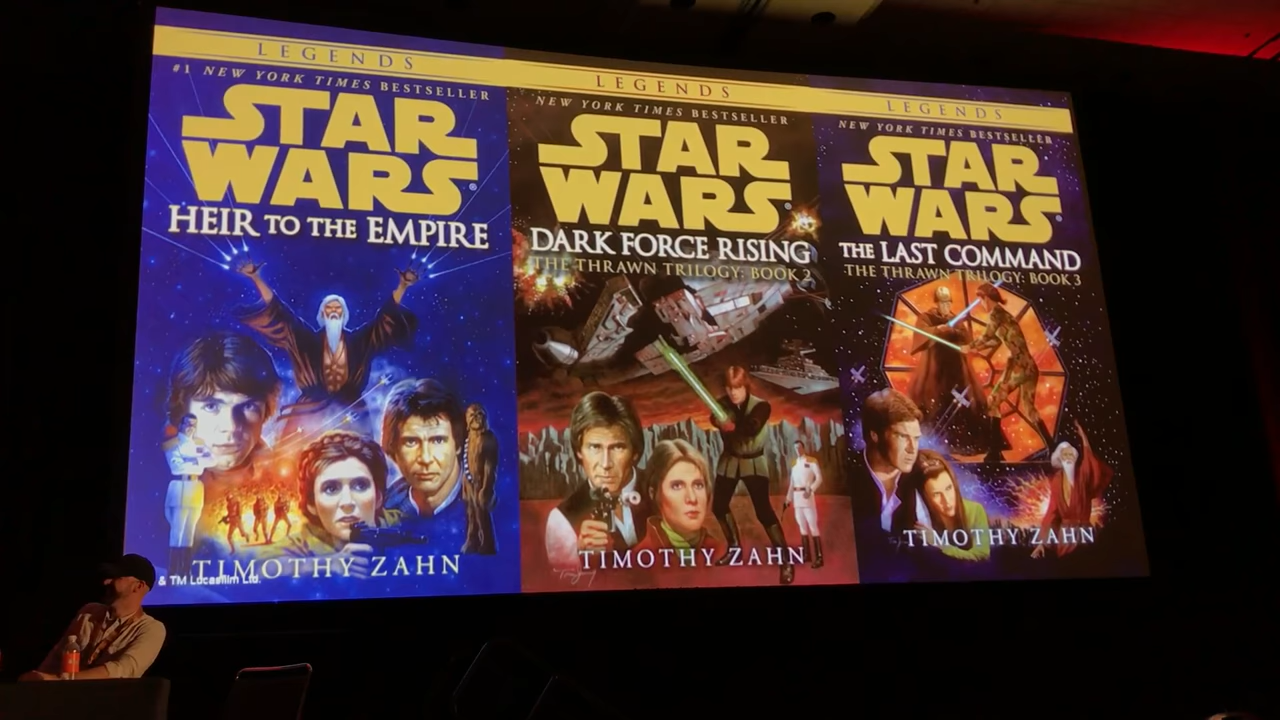 LEGENDS
#1 NEW YORK TIMES BESTSELLER
STAR
WARS®
HEIR TO THE EMPIRE
TIMOTHY ZAHN
& TM Lucasfilm Ltd.
LEGENDS
NEW YORK TIMES BESTSELLER
STAR
WARS®
DARK FORCE RISING
THE THRAWN TRILOGY: BOOK 2
TIMOTHY ZAHN
LEGENDS
NEW YORK TIMES BESTSELLER
STAR
WARS®
THE LAST COMMAND
THE THRAWN TRILOGY: BOOK 3
TIMOTHY ZAHN